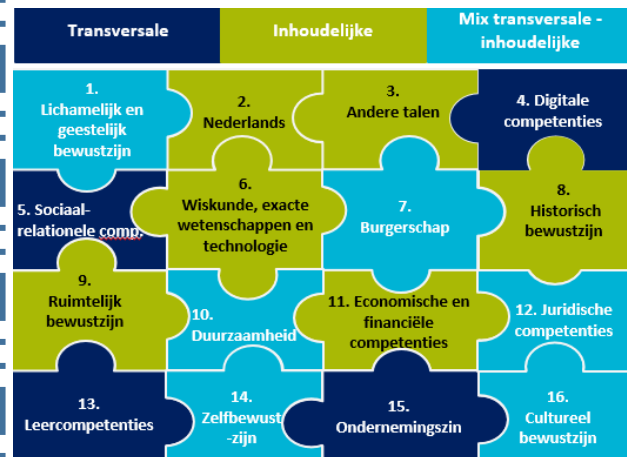 Transversale
Inhoudelijke
Mix transversale -
inhoudelijke
1.
Lichamelijk en
geestelijk
bewustzijn
2.
Nederlands
3.
Andere talen
4. Digitale
competenties
5. Sociaal-
relationele comp.
6.
Wiskunde, exacte
wetenschappen en
technologie
7.
Burgerschap
8.
Historisch
bewustzijn
9.
Ruimtelijk
bewustzijn
10.
Duurzaamheid
11. Economische en
financiële
competenties
12. Juridische
competenties
13.
Leercompetenties
14.
Zelfbewust
-zijn
15.
Ondernemingszin
16.
Cultureel
bewustzijn